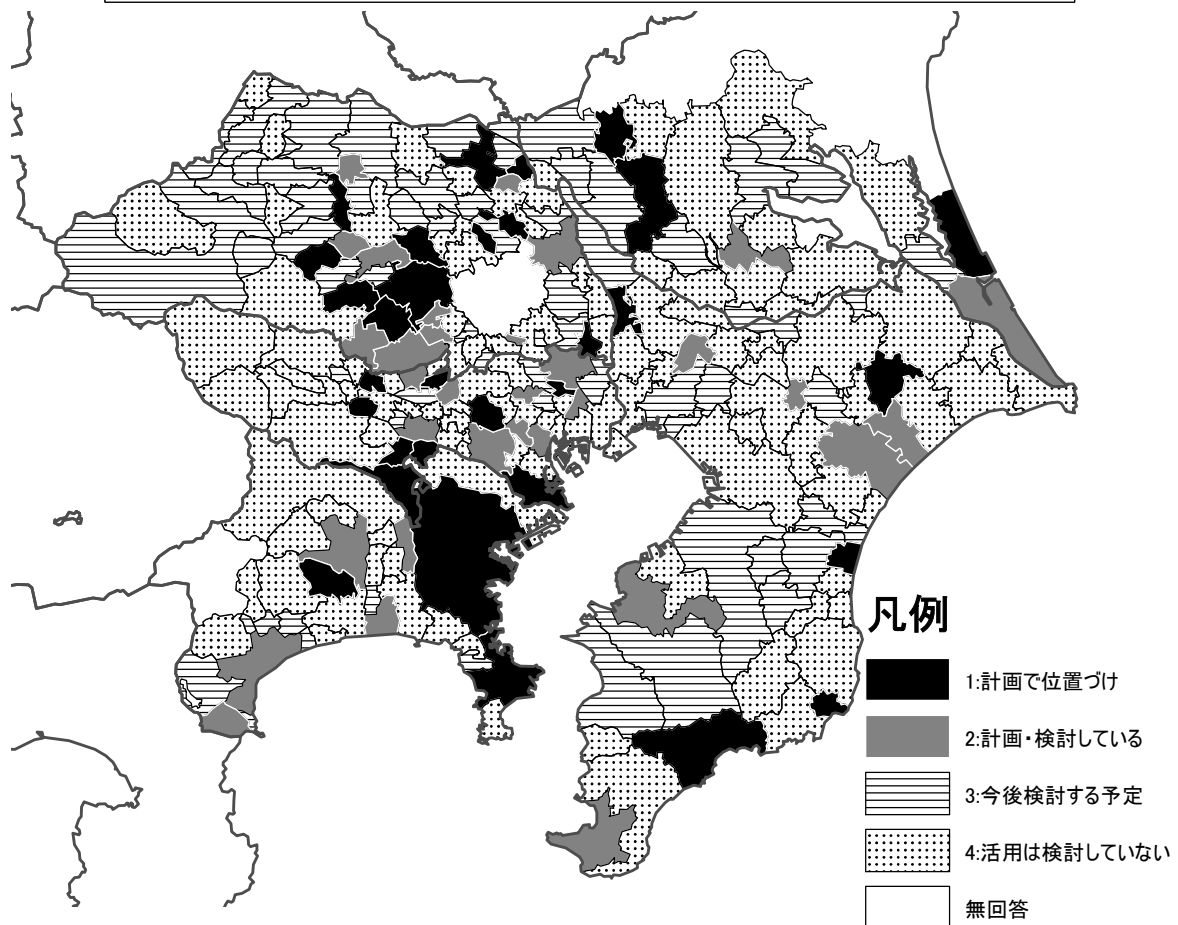 凡例
1:計画で位置づけ
2:計画・検討している
3:今後検討する予定
4:活用は検討していない
無回答